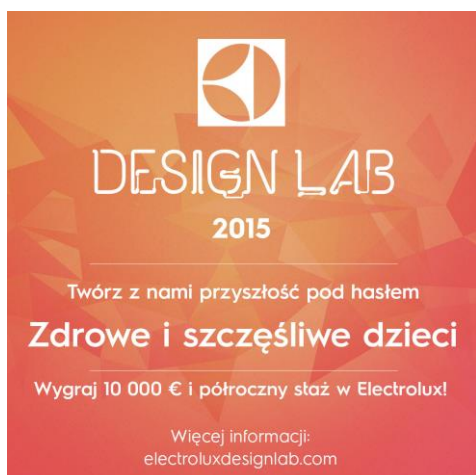 DESIGN LAB
2015
Twórz z nami przyszłość pod hasłem
Zdrowe i szczęśliwe dzieci
Wygraj 10 000 € i półroczny staż w Electrolux!
Więcej informacji:
electroluxdesignlab.com